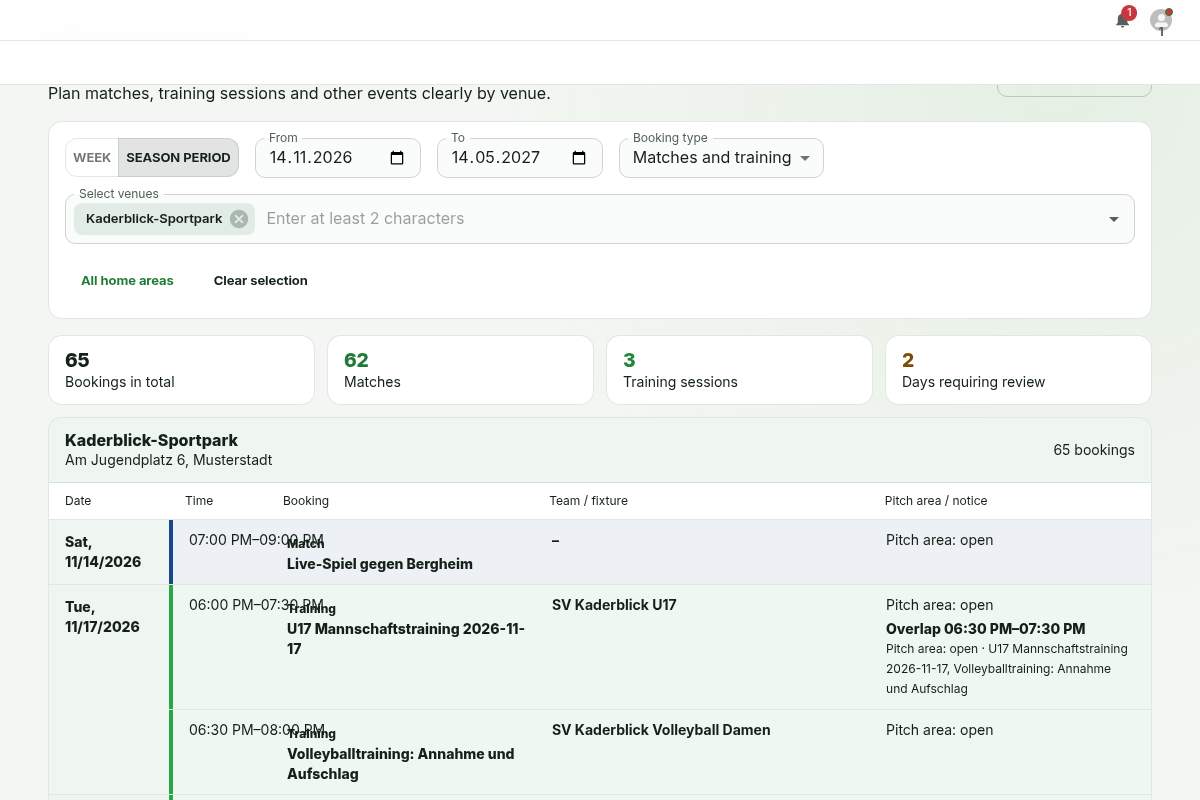 1
Plan matches, training sessions and other events clearly by venue.
WEEK SEASON PERIOD
From
14.11.2026
To
14.05.2027
Booking type
Matches and training
Select venues
Kaderblick-Sportpark
Enter at least 2 characters
All home areas
Clear selection
65
Bookings in total
62
Matches
3
Training sessions
2
Days requiring review
Kaderblick-Sportpark
Am Jugendplatz 6, Musterstadt
65 bookings
Date Time Booking Team / fixture Pitch area / notice
Sat,
11/14/2026
07:00 PM–09:00 PM
Match
Live-Spiel gegen Bergheim
–
Pitch area: open
Tue,
11/17/2026
06:00 PM–07:30 PM
Training
U17 Mannschaftstraining 2026-11-
17
SV Kaderblick U17
Pitch area: open
Overlap 06:30 PM–07:30 PM
Pitch area: open · U17 Mannschaftstraining
2026-11-17, Volleyballtraining: Annahme
und Aufschlag
06:30 PM–08:00 PM
Training
Volleyballtraining: Annahme und
Aufschlag
SV Kaderblick Volleyball Damen
Pitch area: open